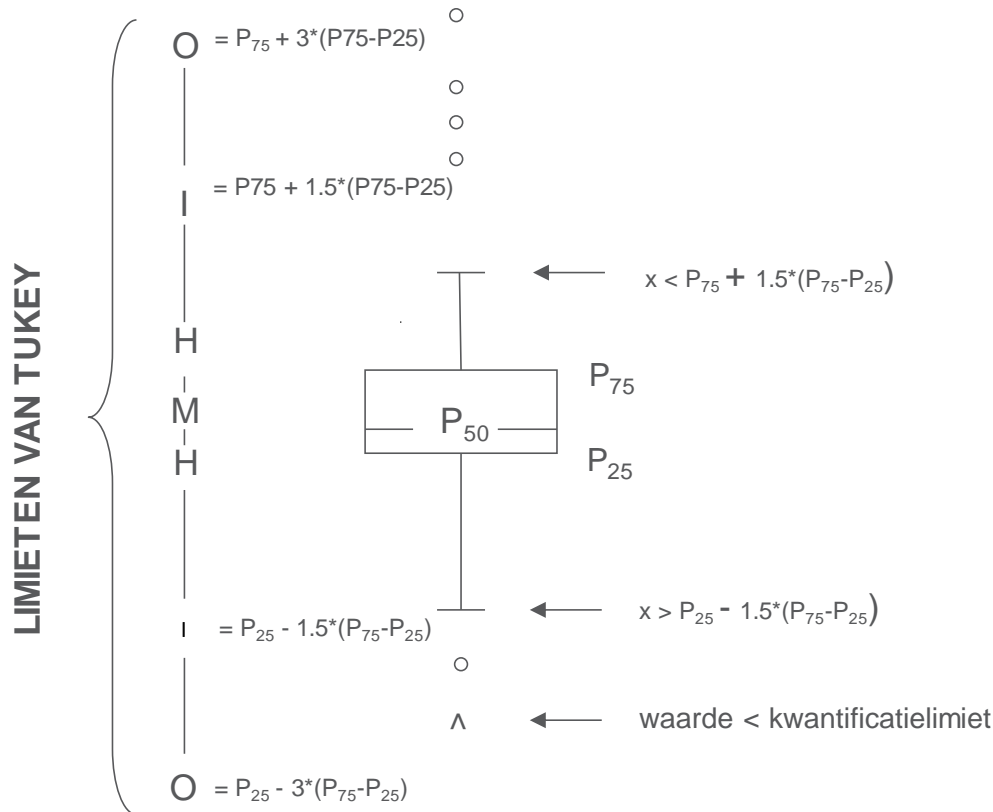 LIMIETEN VAN TUKEY
O = P75 + 3*(P75-P25)
I = P75 + 1.5*(P75-P25)
x < P75 + 1.5*(P75-P25)
H
P75
M
P50
H
P25
x > P25 - 1.5*(P75-P25)
I = P25 - 1.5*(P75-P25)
^ waarde < kwantificatielimiet
O = P25 - 3*(P75-P25)